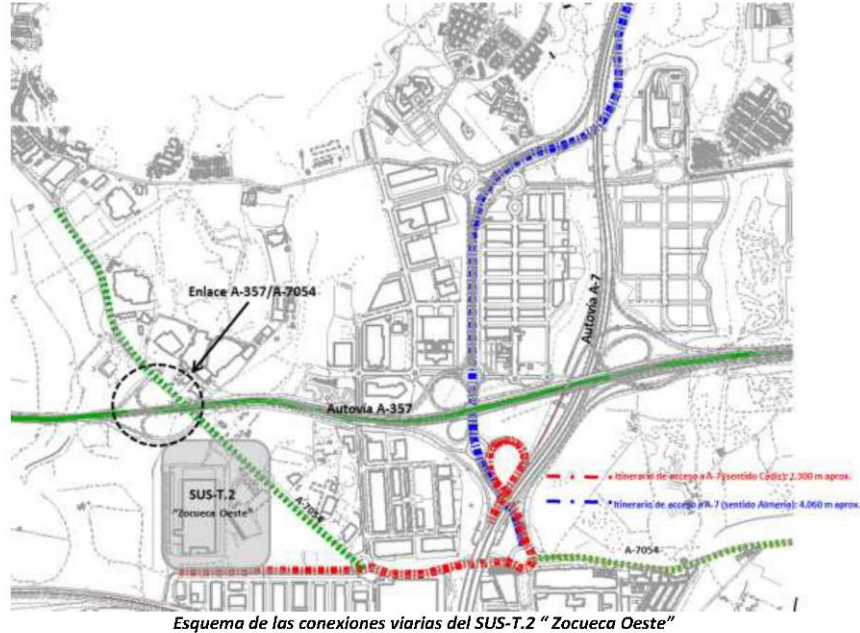 Enlace A-357/A-7054
Autovía A-7
Autovía A-357
SUS-T.2
"Zocueca Oeste"
A-7054
Itinerario de acceso a A-7 (sentido Cádiz): 2.300 m aprox.
Itinerario de acceso a A-7 (sentido Almería): 4.060 m aprox.
A-7054
Esquema de las conexiones viarias del SUS-T.2 “ Zocueca Oeste”